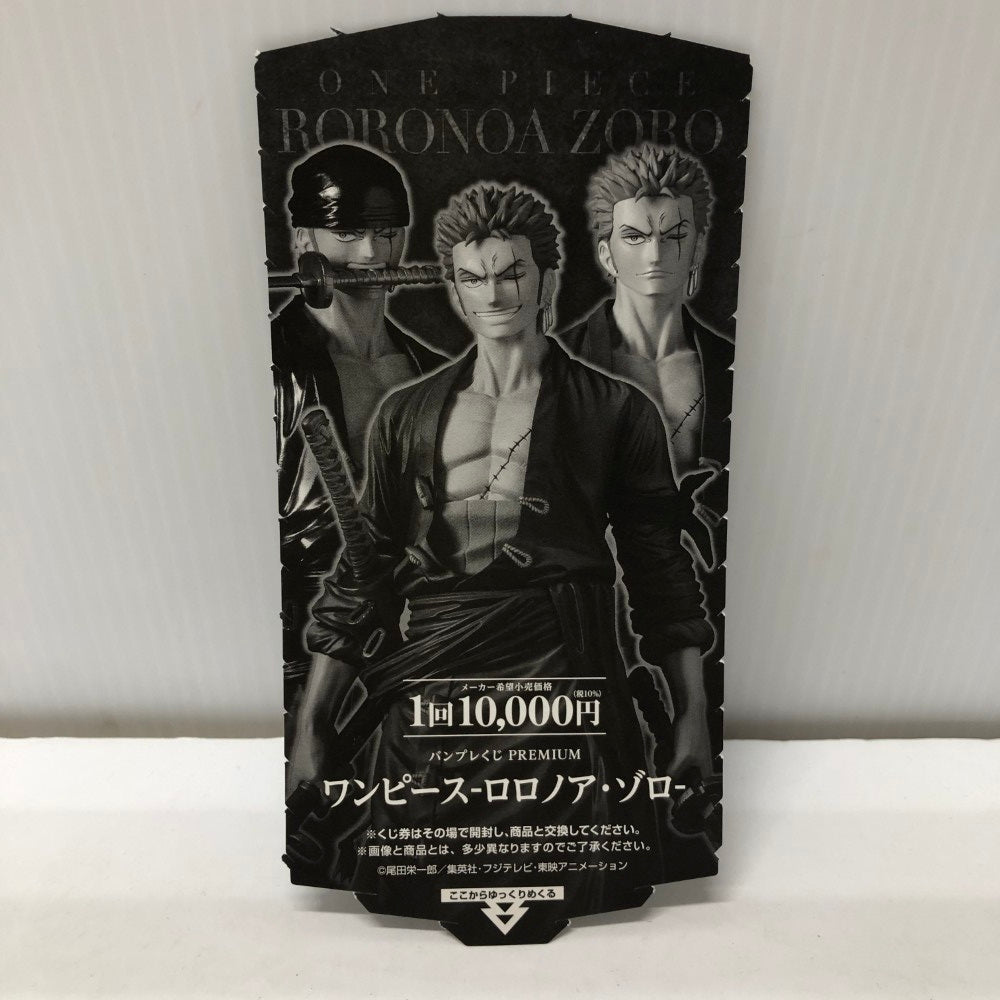 ONE PIECE
RORONOA ZORO
メーカー希望小売価格
1回10,000円(税10%)
バンプレくじ PREMIUM
ワンピース-ロロノア・ゾロ-
※くじ券はその場で開封し、商品と交換してください。
※画像と商品とは、多少異なりますのでご了承ください。
©尾田栄一郎／集英社・フジテレビ・東映アニメーション
ここからゆっくりめくる